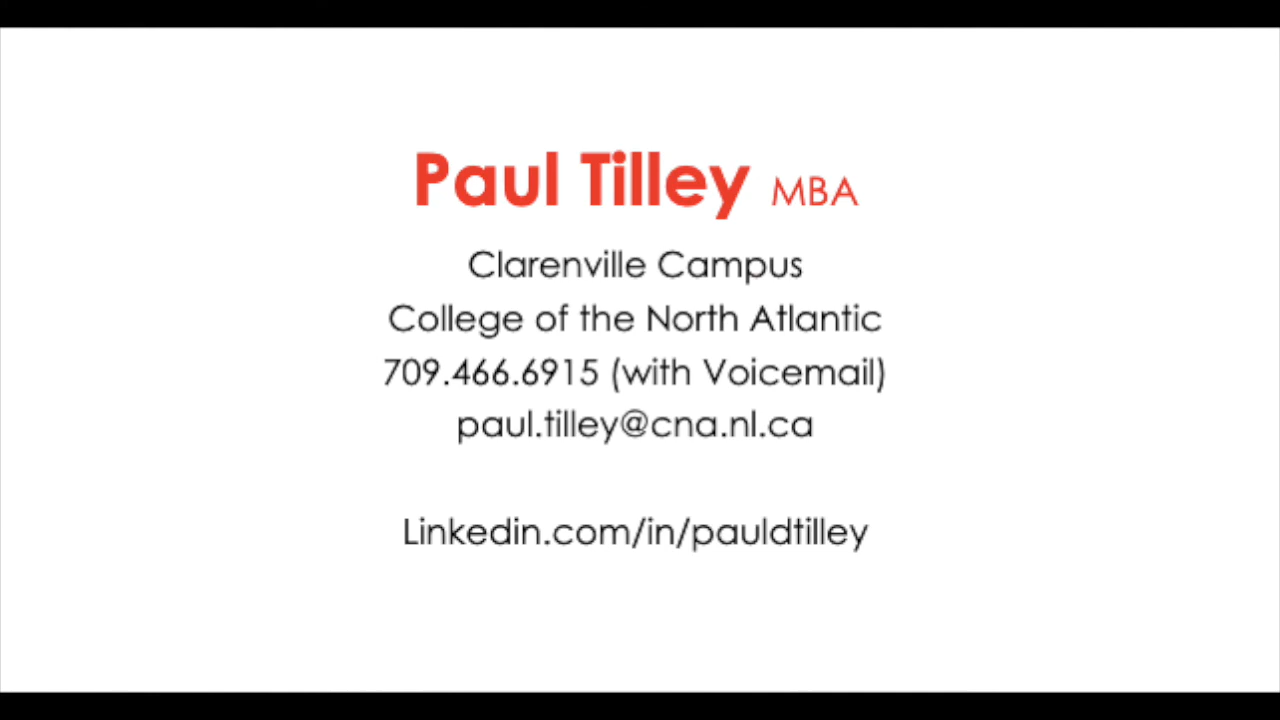 Paul Tilley MBA
Clarenville Campus
College of the North Atlantic
709.466.6915 (with Voicemail)
paul.tilley@cna.nl.ca
Linkedin.com/in/pauldtilley